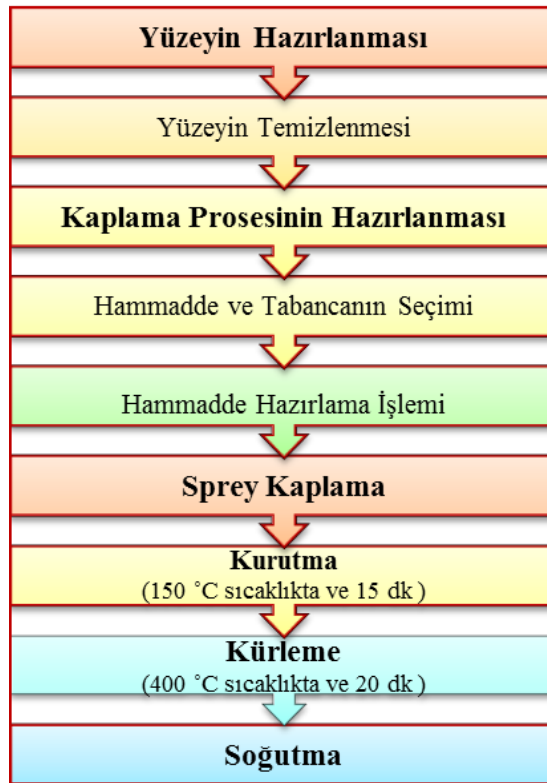 Yüzeyin Hazırlanması
Yüzeyin Temizlenmesi
Kaplama Prosesinin Hazırlanması
Hammadde ve Tabancanın Seçimi
Hammadde Hazırlama İşlemi
Sprey Kaplama
Kurutma
(150 ˚C sıcaklıkta ve 15 dk )
Kürleme
(400 ˚C sıcaklıkta ve 20 dk )
Soğutma